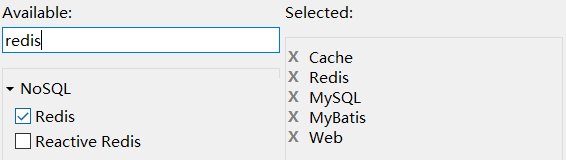 Available:
redis
NoSQL
Redis
Reactive Redis
Selected:
X Cache
X Redis
X MySQL
X MyBatis
X Web